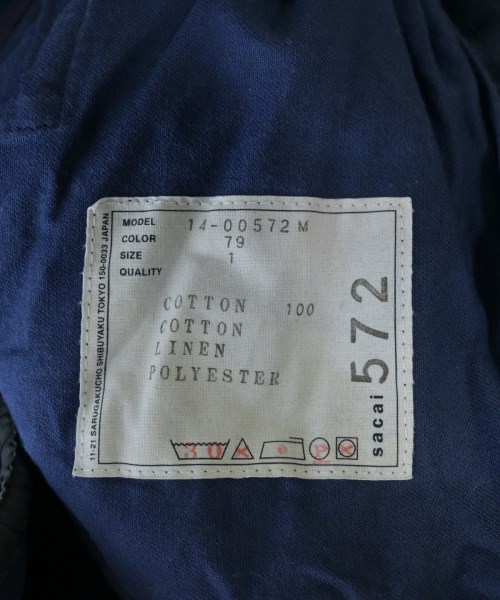 MODEL 14-00572 M
COLOR 79
SIZE 1
QUALITY
COTTON 100
COTTON
LINEN
POLYESTER
30 P
sacai 572
11-21 SARUGAKUCHO SHIBUYAKU TOKYO 150-0033 JAPAN